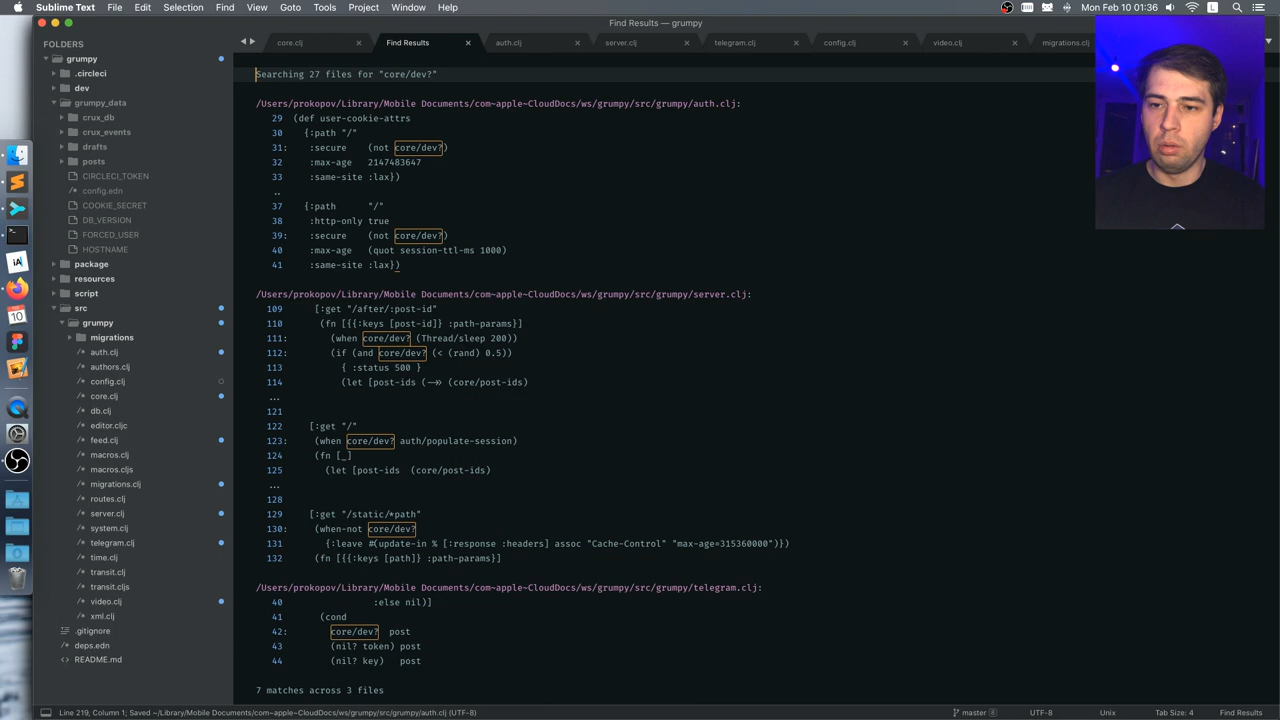 Sublime Text File Edit Selection Find View Goto Tools Project Window Help
Mon Feb 10 01:36
Find Results — grumpy
core.clj
Find Results
auth.clj
server.clj
telegram.clj
config.clj
video.clj
migrations.clj
FOLDERS
grumpy
.circleci
dev
grumpy_data
crux_db
crux_events
drafts
posts
CIRCLECI_TOKEN
config.edn
COOKIE_SECRET
DB_VERSION
FORCED_USER
HOSTNAME
package
resources
script
src
grumpy
migrations
auth.clj
authors.clj
config.clj
core.clj
db.clj
editor.cljc
feed.clj
macros.clj
macros.cljs
migrations.clj
routes.clj
server.clj
system.clj
telegram.clj
time.clj
transit.clj
transit.cljs
video.clj
xml.clj
.gitignore
deps.edn
README.md
Searching 27 files for "core/dev?"
/Users/prokopov/Library/Mobile Documents/com~apple~CloudDocs/ws/grumpy/src/grumpy/auth.clj:
29 (def user-cookie-attrs
30 {:path "/"
31: :secure (not core/dev?)
32 :max-age 2147483647
33 :same-site :lax})
..
37 {:path "/"
38 :http-only true
39: :secure (not core/dev?)
40 :max-age (quot session-ttl-ms 1000)
41 :same-site :lax})
/Users/prokopov/Library/Mobile Documents/com~apple~CloudDocs/ws/grumpy/src/grumpy/server.clj:
109 [:get "/after/:post-id"
110 (fn [{{:keys [post-id]} :path-params}]
111: (when core/dev? (Thread/sleep 200))
112: (if (and core/dev? (< (rand) 0.5))
113 { :status 500 }
114 (let [post-ids (->> (core/post-ids)
...
121
122 [:get "/"
123: (when core/dev? auth/populate-session)
124 (fn [_]
125 (let [post-ids (core/post-ids)
...
128
129 [:get "/static/*path"
130: (when-not core/dev?
131 {:leave #(update-in % [:response :headers] assoc "Cache-Control" "max-age=315360000")})
132 (fn [{{:keys [path]} :path-params}]
/Users/prokopov/Library/Mobile Documents/com~apple~CloudDocs/ws/grumpy/src/grumpy/telegram.clj:
40 :else nil)]
41 (cond
42: core/dev? post
43 (nil? token) post
44 (nil? key) post
7 matches across 3 files
Line 219, Column 1; Saved ~/Library/Mobile Documents/com~apple~CloudDocs/ws/grumpy/src/grumpy/auth.clj (UTF-8)
master 8
UTF-8
Unix
Tab Size: 4
Find Results